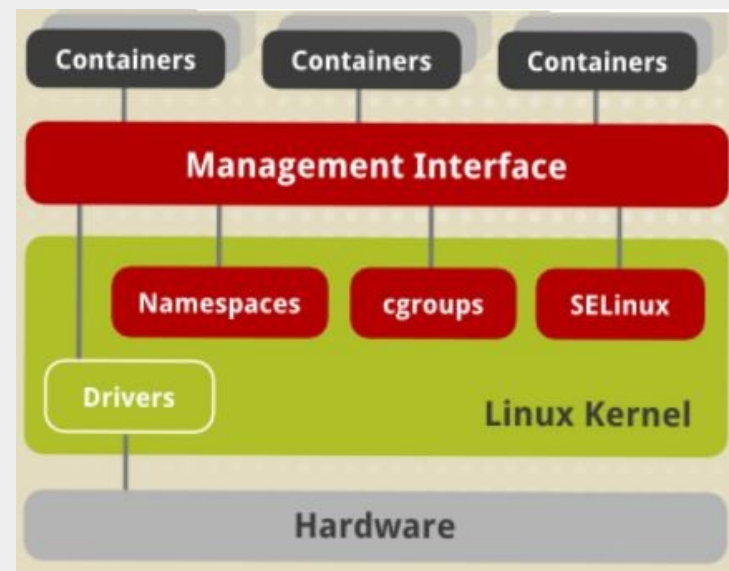 Containers
Containers
Containers
Management Interface
Namespaces
cgroups
SELinux
Drivers
Linux Kernel
Hardware